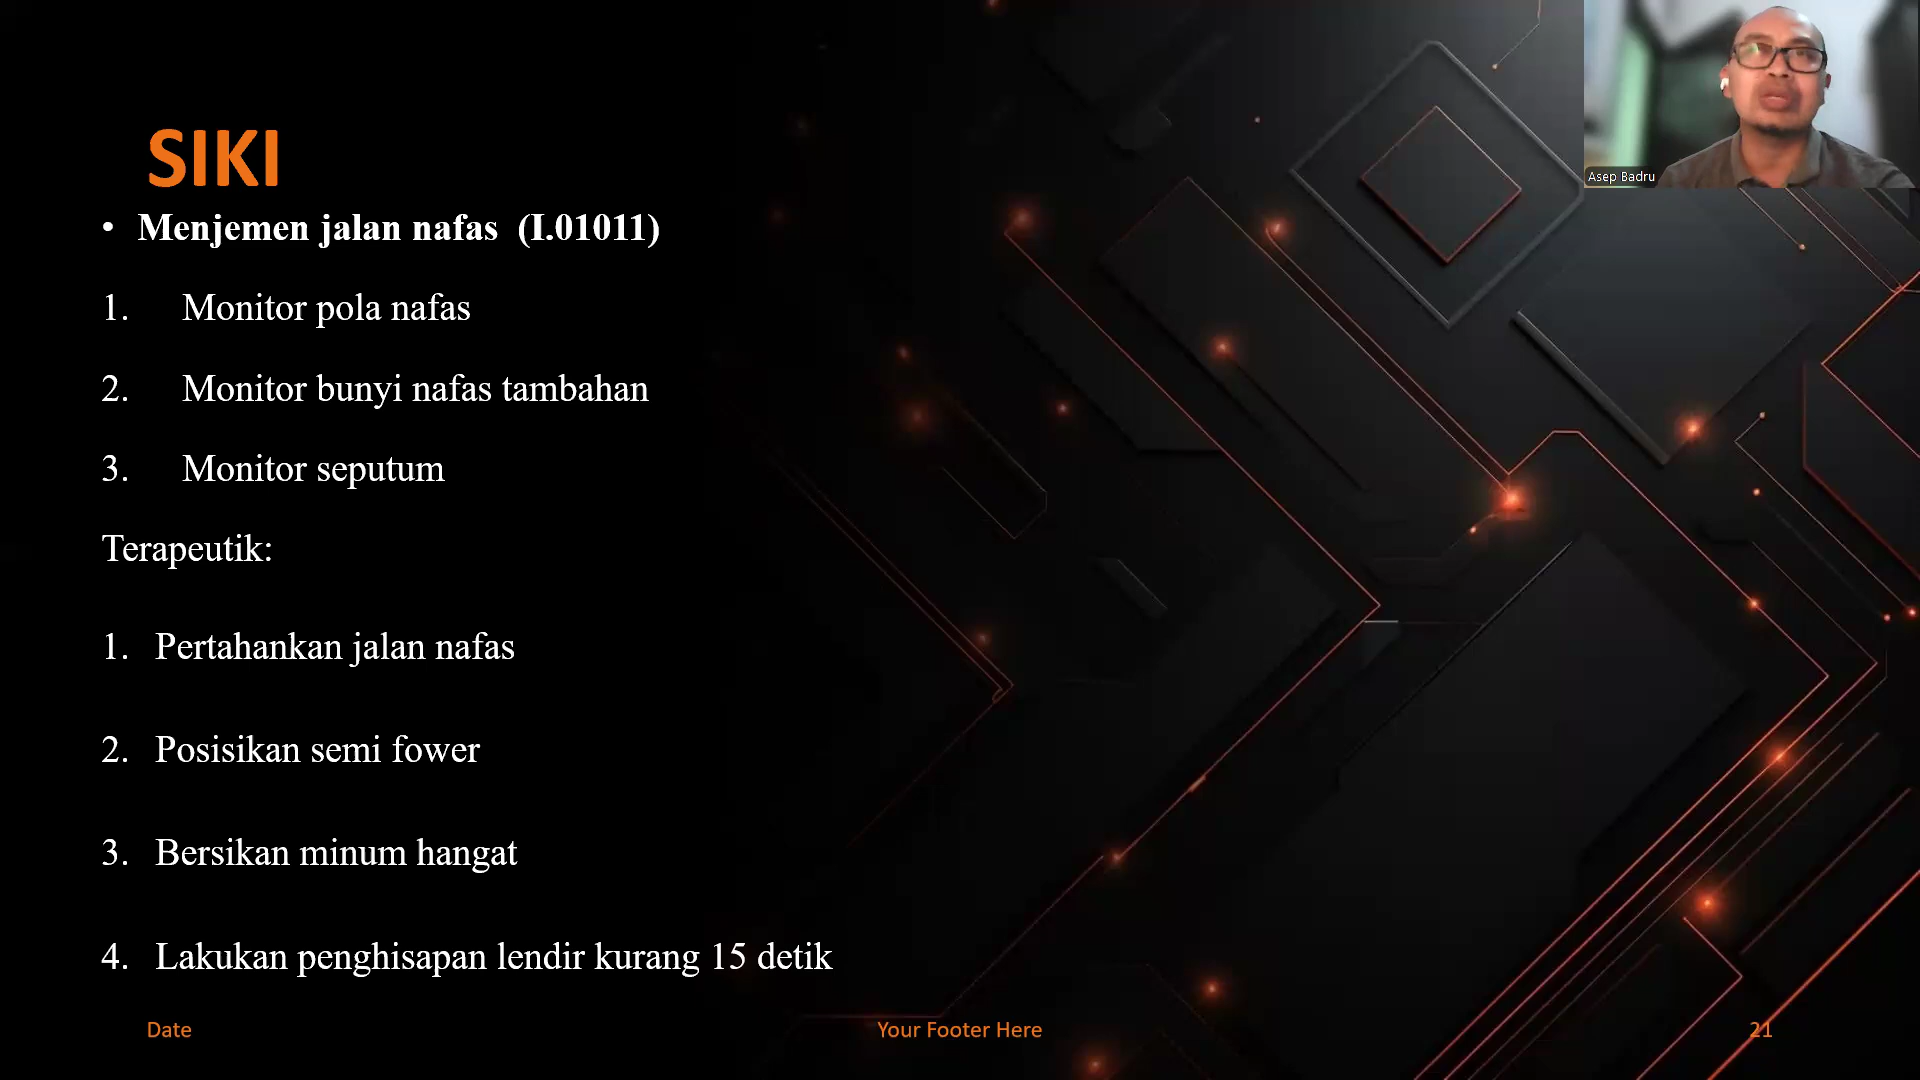 SIKI
• Menjemen jalan nafas (I.01011)
1. Monitor pola nafas
2. Monitor bunyi nafas tambahan
3. Monitor seputum
Terapeutik:
1. Pertahankan jalan nafas
2. Posisikan semi fower
3. Bersikan minum hangat
4. Lakukan penghisapan lendir kurang 15 detik
Date
Your Footer Here
21
Asep Badru